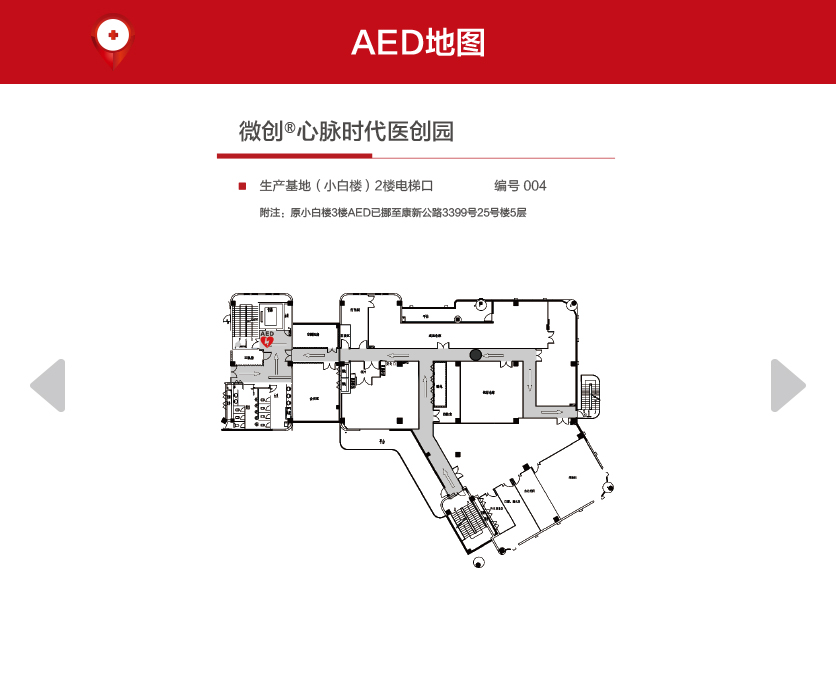 AED地图
微创®心脉时代医创园
生产基地（小白楼）2楼电梯口 编号 004
附注：原小白楼3楼AED已挪至康新公路3399号25号楼5层
AED